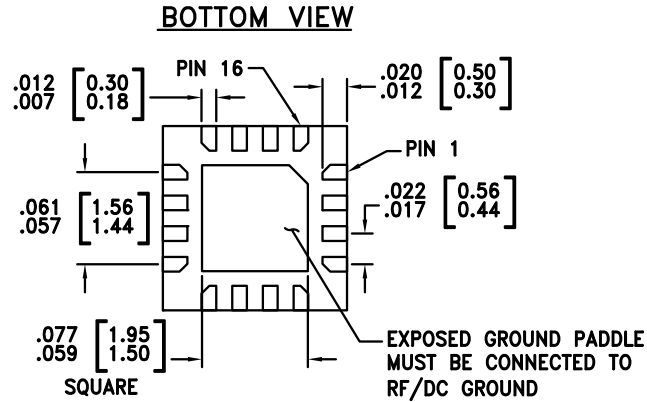 BOTTOM VIEW
PIN 16
.012 [0.30]
.007 [0.18]
.020 [0.50]
.012 [0.30]
PIN 1
.022 [0.56]
.017 [0.44]
.061 [1.56]
.057 [1.44]
.077 [1.95]
.059 [1.50]
SQUARE
EXPOSED GROUND PADDLE
MUST BE CONNECTED TO
RF/DC GROUND